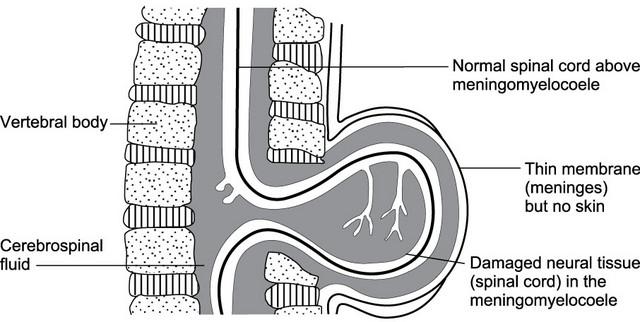 Normal spinal cord above
meningomyelocoele
Vertebral body
Thin membrane
(meninges)
but no skin
Cerebrospinal
fluid
Damaged neural tissue
(spinal cord) in the
meningomyelocoele